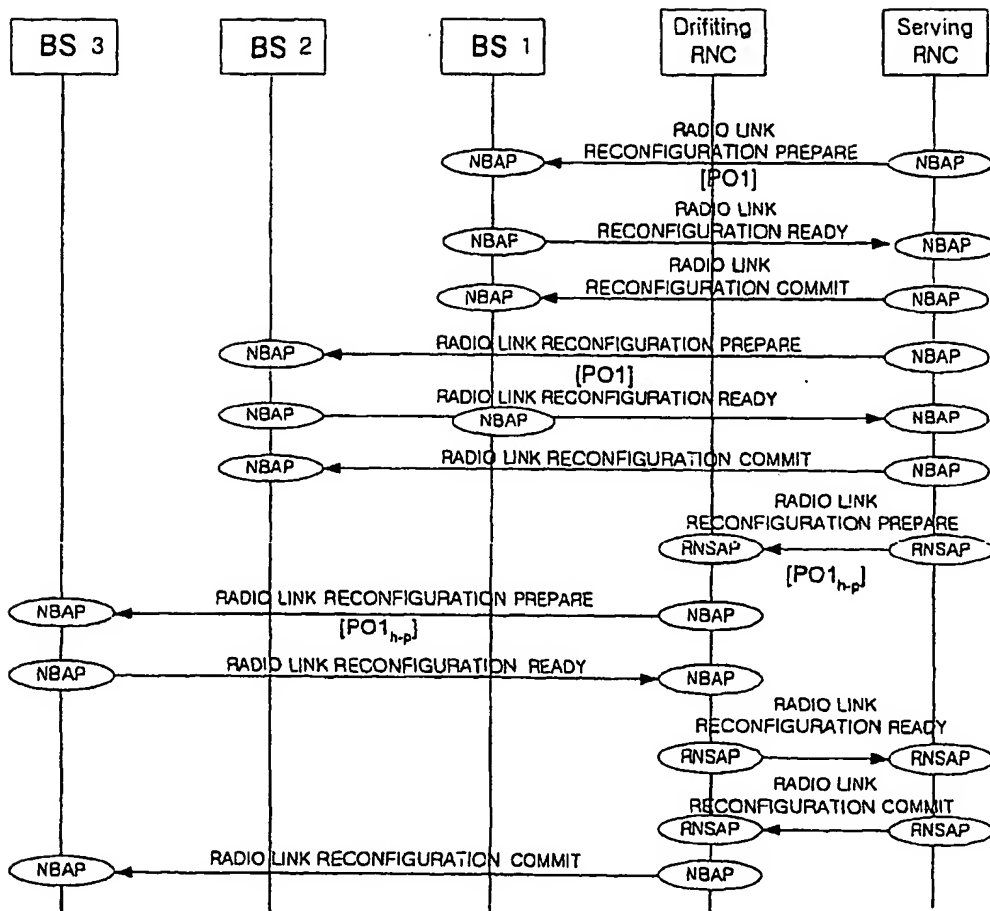 BS 3
BS 2
BS 1
Drifiting
RNC
Serving
RNC
RADIO LINK
RECONFIGURATION PREPARE
NBAP
NBAP
[PO1]
RADIO LINK
RECONFIGURATION READY
NBAP
NBAP
RADIO LINK
RECONFIGURATION COMMIT
NBAP
NBAP
RADIO LINK RECONFIGURATION PREPARE
NBAP
NBAP
[PO1]
RADIO LINK RECONFIGURATION READY
NBAP
NBAP
NBAP
RADIO LINK RECONFIGURATION COMMIT
NBAP
NBAP
RADIO LINK
RECONFIGURATION PREPARE
RNSAP
RNSAP
[PO1h-p]
RADIO LINK RECONFIGURATION PREPARE
NBAP
NBAP
[PO1h-p]
RADIO LINK RECONFIGURATION READY
NBAP
NBAP
RADIO LINK
RECONFIGURATION READY
RNSAP
RNSAP
RADIO LINK
RECONFIGURATION COMMIT
RNSAP
RNSAP
RADIO LINK RECONFIGURATION COMMIT
NBAP
NBAP